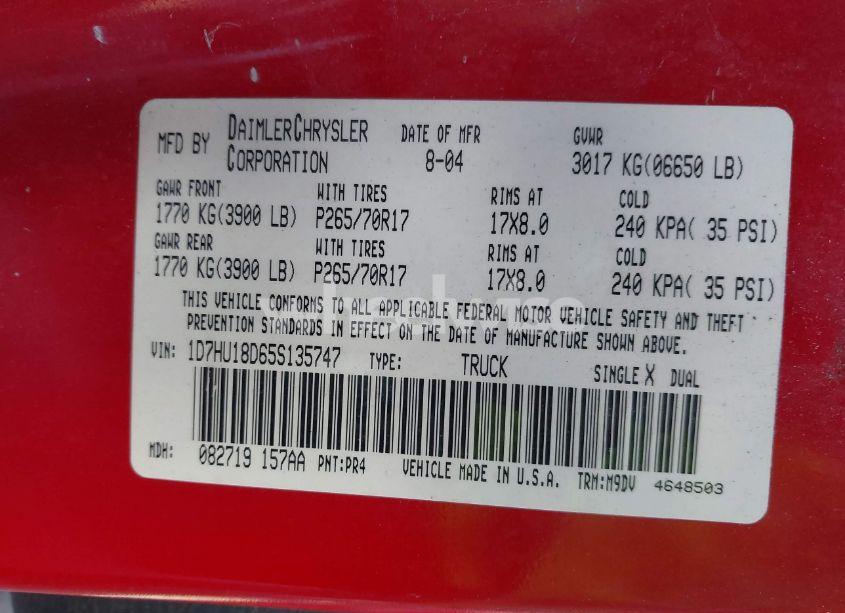 MFD BY DAIMLERCHRYSLER CORPORATION DATE OF MFR 8-04 GVWR 3017 KG(06650 LB)
GAWR FRONT WITH TIRES RIMS AT COLD
1770 KG(3900 LB) P265/70R17 17X8.0 240 KPA( 35 PSI)
GAWR REAR WITH TIRES RIMS AT COLD
1770 KG(3900 LB) P265/70R17 17X8.0 240 KPA( 35 PSI)
THIS VEHICLE CONFORMS TO ALL APPLICABLE FEDERAL MOTOR VEHICLE SAFETY AND THEFT
PREVENTION STANDARDS IN EFFECT ON THE DATE OF MANUFACTURE SHOWN ABOVE.
VIN: 1D7HU18D65S135747 TYPE: TRUCK SINGLE X DUAL
MDH: 082719 157AA PNT:PR4 VEHICLE MADE IN U.S.A. TRM:M9DV 4648503